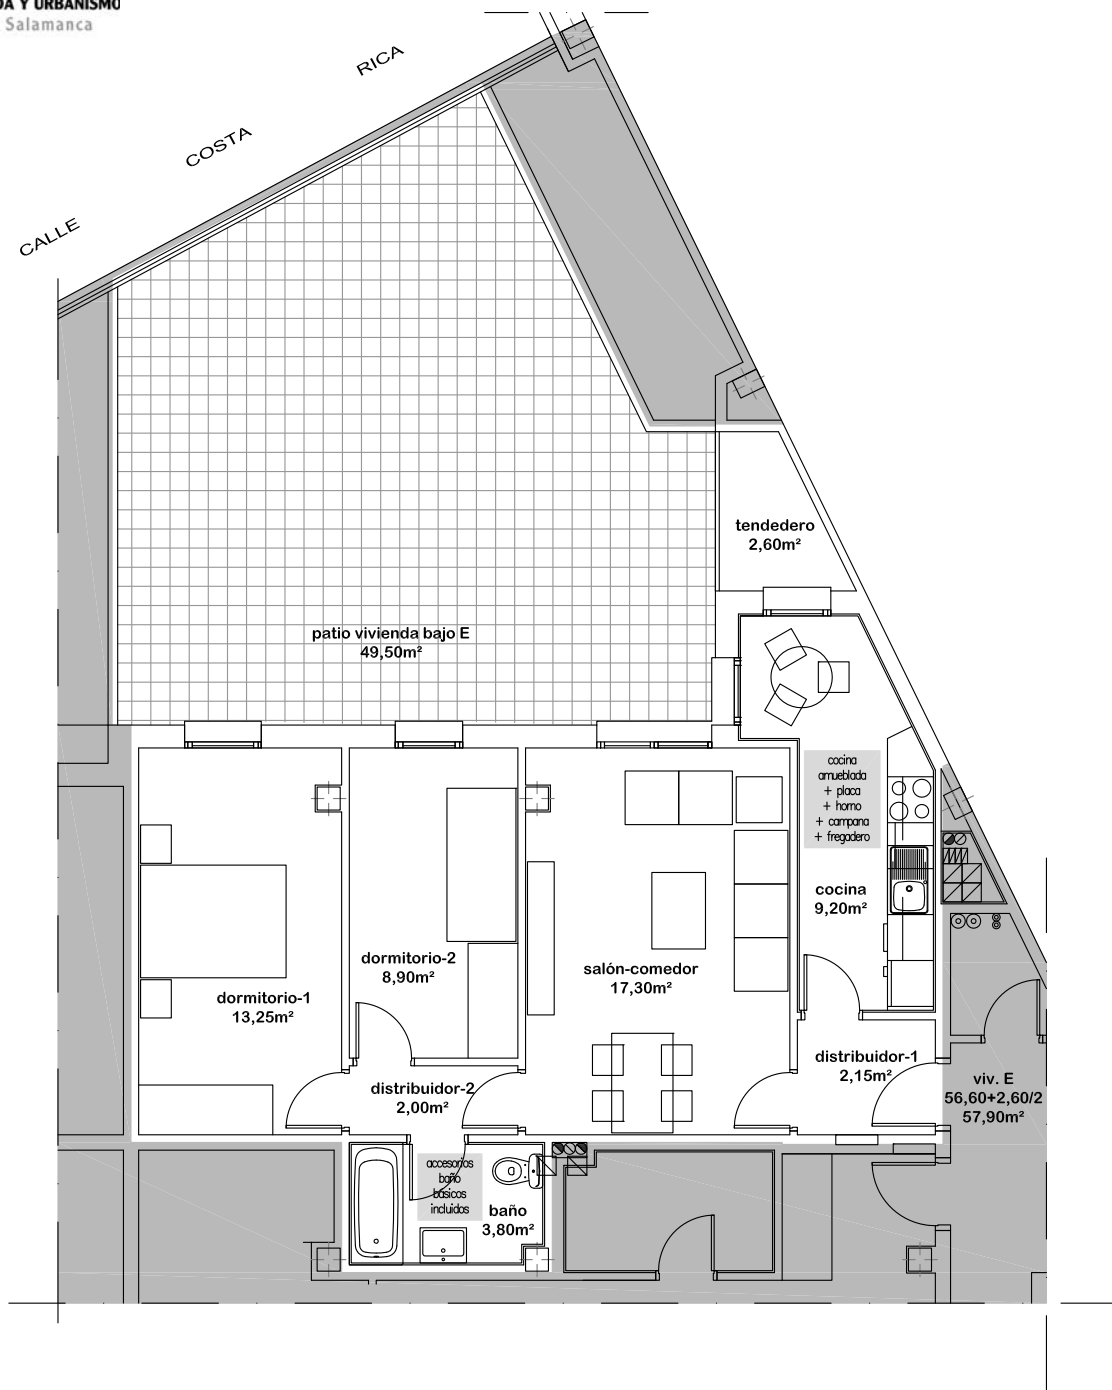 Y URBANISMO
Salamanca
CALLE COSTA RICA
tendedero
2,60m²
patio vivienda bajo E
49,50m²
cocina
amueblada
+ placa
+ horno
+ campana
+ fregadero
cocina
9,20m²
dormitorio-2
8,90m²
salón-comedor
17,30m²
dormitorio-1
13,25m²
distribuidor-1
2,15m²
distribuidor-2
2,00m²
viv. E
56,60+2,60/2
57,90m²
accesorios
baño
básicos
incluidos
baño
3,80m²